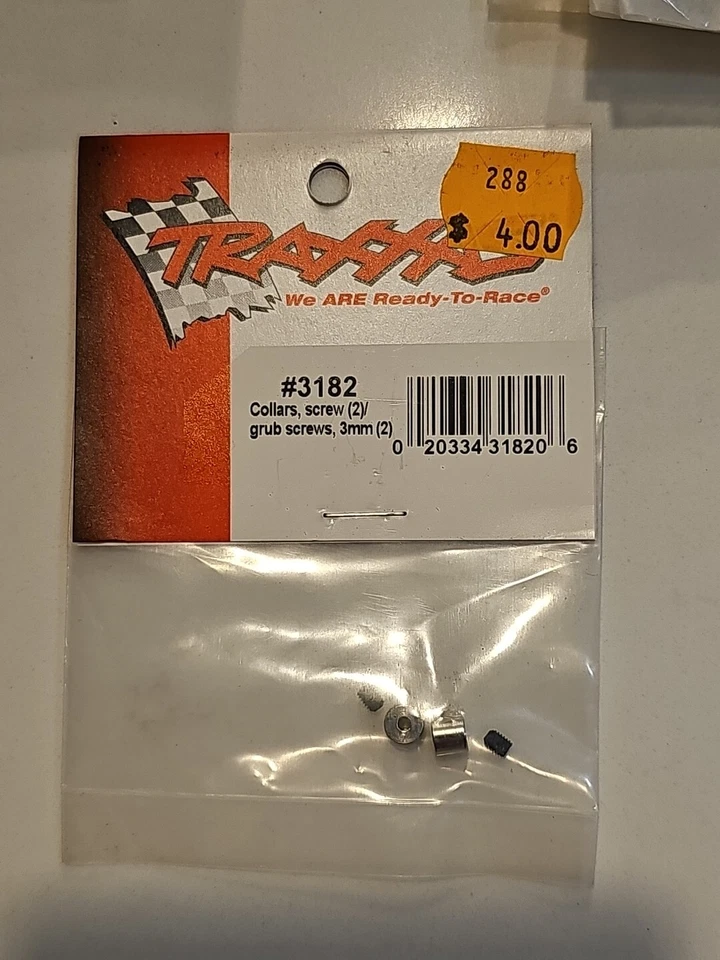 288
$ 4.00
TRAXXAS
We ARE Ready-To-Race®
#3182
Collars, screw (2)/
grub screws, 3mm (2)
0 20334 31820 6